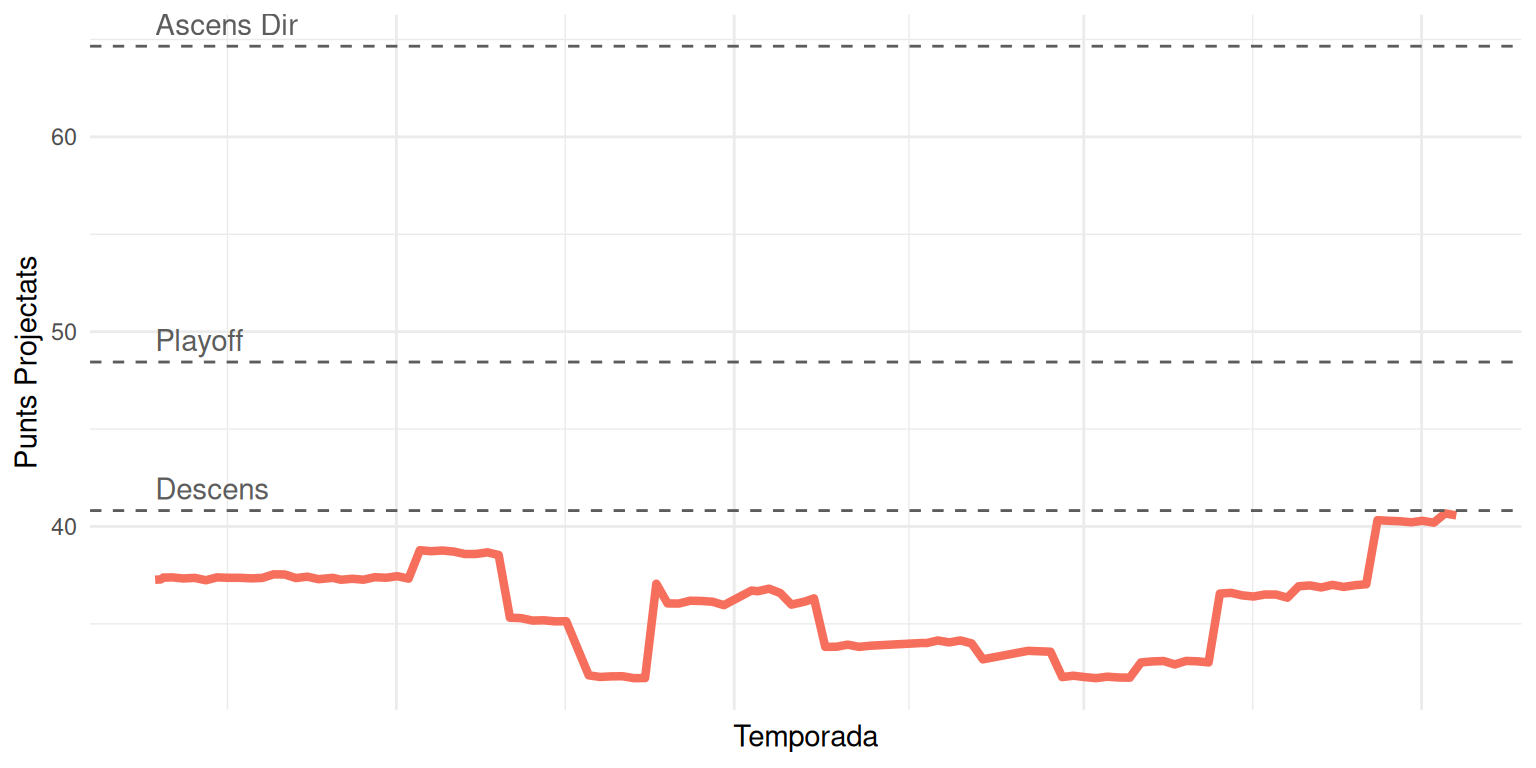 Ascens Dir
60
50
Playoff
Descens
40
Punts Projectats
Temporada